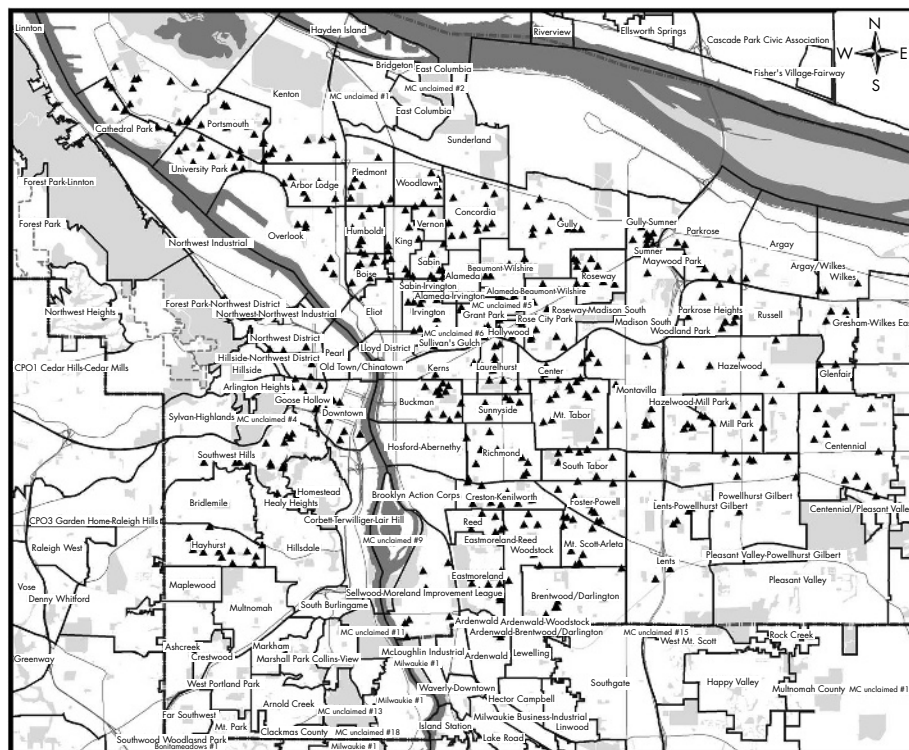 Linnton
Hayden Island
Riverview
Ellsworth Springs
Cascade Park Civic Association
N
W E
S
Fisher's Village-Fairway
Bridgeton
East Columbia
MC unclaimed #1
MC unclaimed #2
Kenton
East Columbia
Sunderland
Cathedral Park
Portsmouth
University Park
Piedmont
Woodlawn
Forest Park-Linnton
Arbor Lodge
Concordia
Forest Park
Overlook
Humboldt
Vernon
Gully
Gully-Sumner
Parkrose
Northwest Industrial
King
Sumner
Argay
Sabin
Maywood Park
Boise
Alameda
Beaumont-Wilshire
Roseway
Argay/Wilkes
Wilkes
Sabin-Irvington
Alameda-Beaumont-Wilshire
Alameda-Irvington
Forest Park-Northwest District
MC unclaimed #5
Roseway-Madison South
Northwest Heights
Northwest-Northwest Industrial
Eliot
Irvington
Grant Park
Rose City Park
Madison South
Parkrose Heights
Russell
Woodland Park
Gresham-Wilkes Eas
MC unclaimed #6
Hollywood
Northwest District
Sullivan's Gulch
Lloyd District
Pearl
Hillside-Northwest District
CPO1 Cedar Hills-Cedar Mills
Hillside
Old Town/Chinatown
Kerns
Laurelhurst
Center
Hazelwood
Glenfair
Arlington Heights
Montavilla
Goose Hollow
Buckman
Sunnyside
Mt. Tabor
Hazelwood-Mill Park
Sylvan-Highlands
Downtown
MC unclaimed #4
Mill Park
Hosford-Abernethy
Centennial
Southwest Hills
Richmond
South Tabor
Homestead
Brooklyn Action Corps
Creston-Kenilworth
Bridlemile
Healy Heights
Foster-Powell
Powellhurst Gilbert
Lents-Powellhurst Gilbert
Centennial/Pleasant Valley
CPO3 Garden Home-Raleigh Hills
Corbett-Terwilliger-Lair Hill
Reed
MC unclaimed #9
Eastmoreland-Reed
Raleigh West
Hayhurst
Hillsdale
Woodstock
Mt. Scott-Arleta
Lents
Pleasant Valley-Powellhurst Gilbert
Vose
Maplewood
Eastmoreland
Pleasant Valley
Denny Whitford
Multnomah
Sellwood-Moreland Improvement League
Brentwood/Darlington
South Burlingame
Ardenwald
Ardenwald-Woodstock
MC unclaimed #11
Ardenwald-Brentwood/Darlington
MC unclaimed #15
Rock Creek
West Mt. Scott
Ashcreek
Markham
McLoughlin Industrial
Lewelling
Greenway
Crestwood
Marshall Park
Collins-View
Ardenwald
Milwaukie #1
West Portland Park
Waverly-Downtown
Southgate
Happy Valley
Multnomah County
MC unclaimed #1
Arnold Creek
Milwaukie #1
Hector Campbell
MC unclaimed #13
Far Southwest
Milwaukie Business-Industrial
Mt. Park
Island Station
Linwood
Clackmas County
MC unclaimed #18
Southwood Woodland Park
Lake Road
Bonitameadows #1
Milwaukie #1